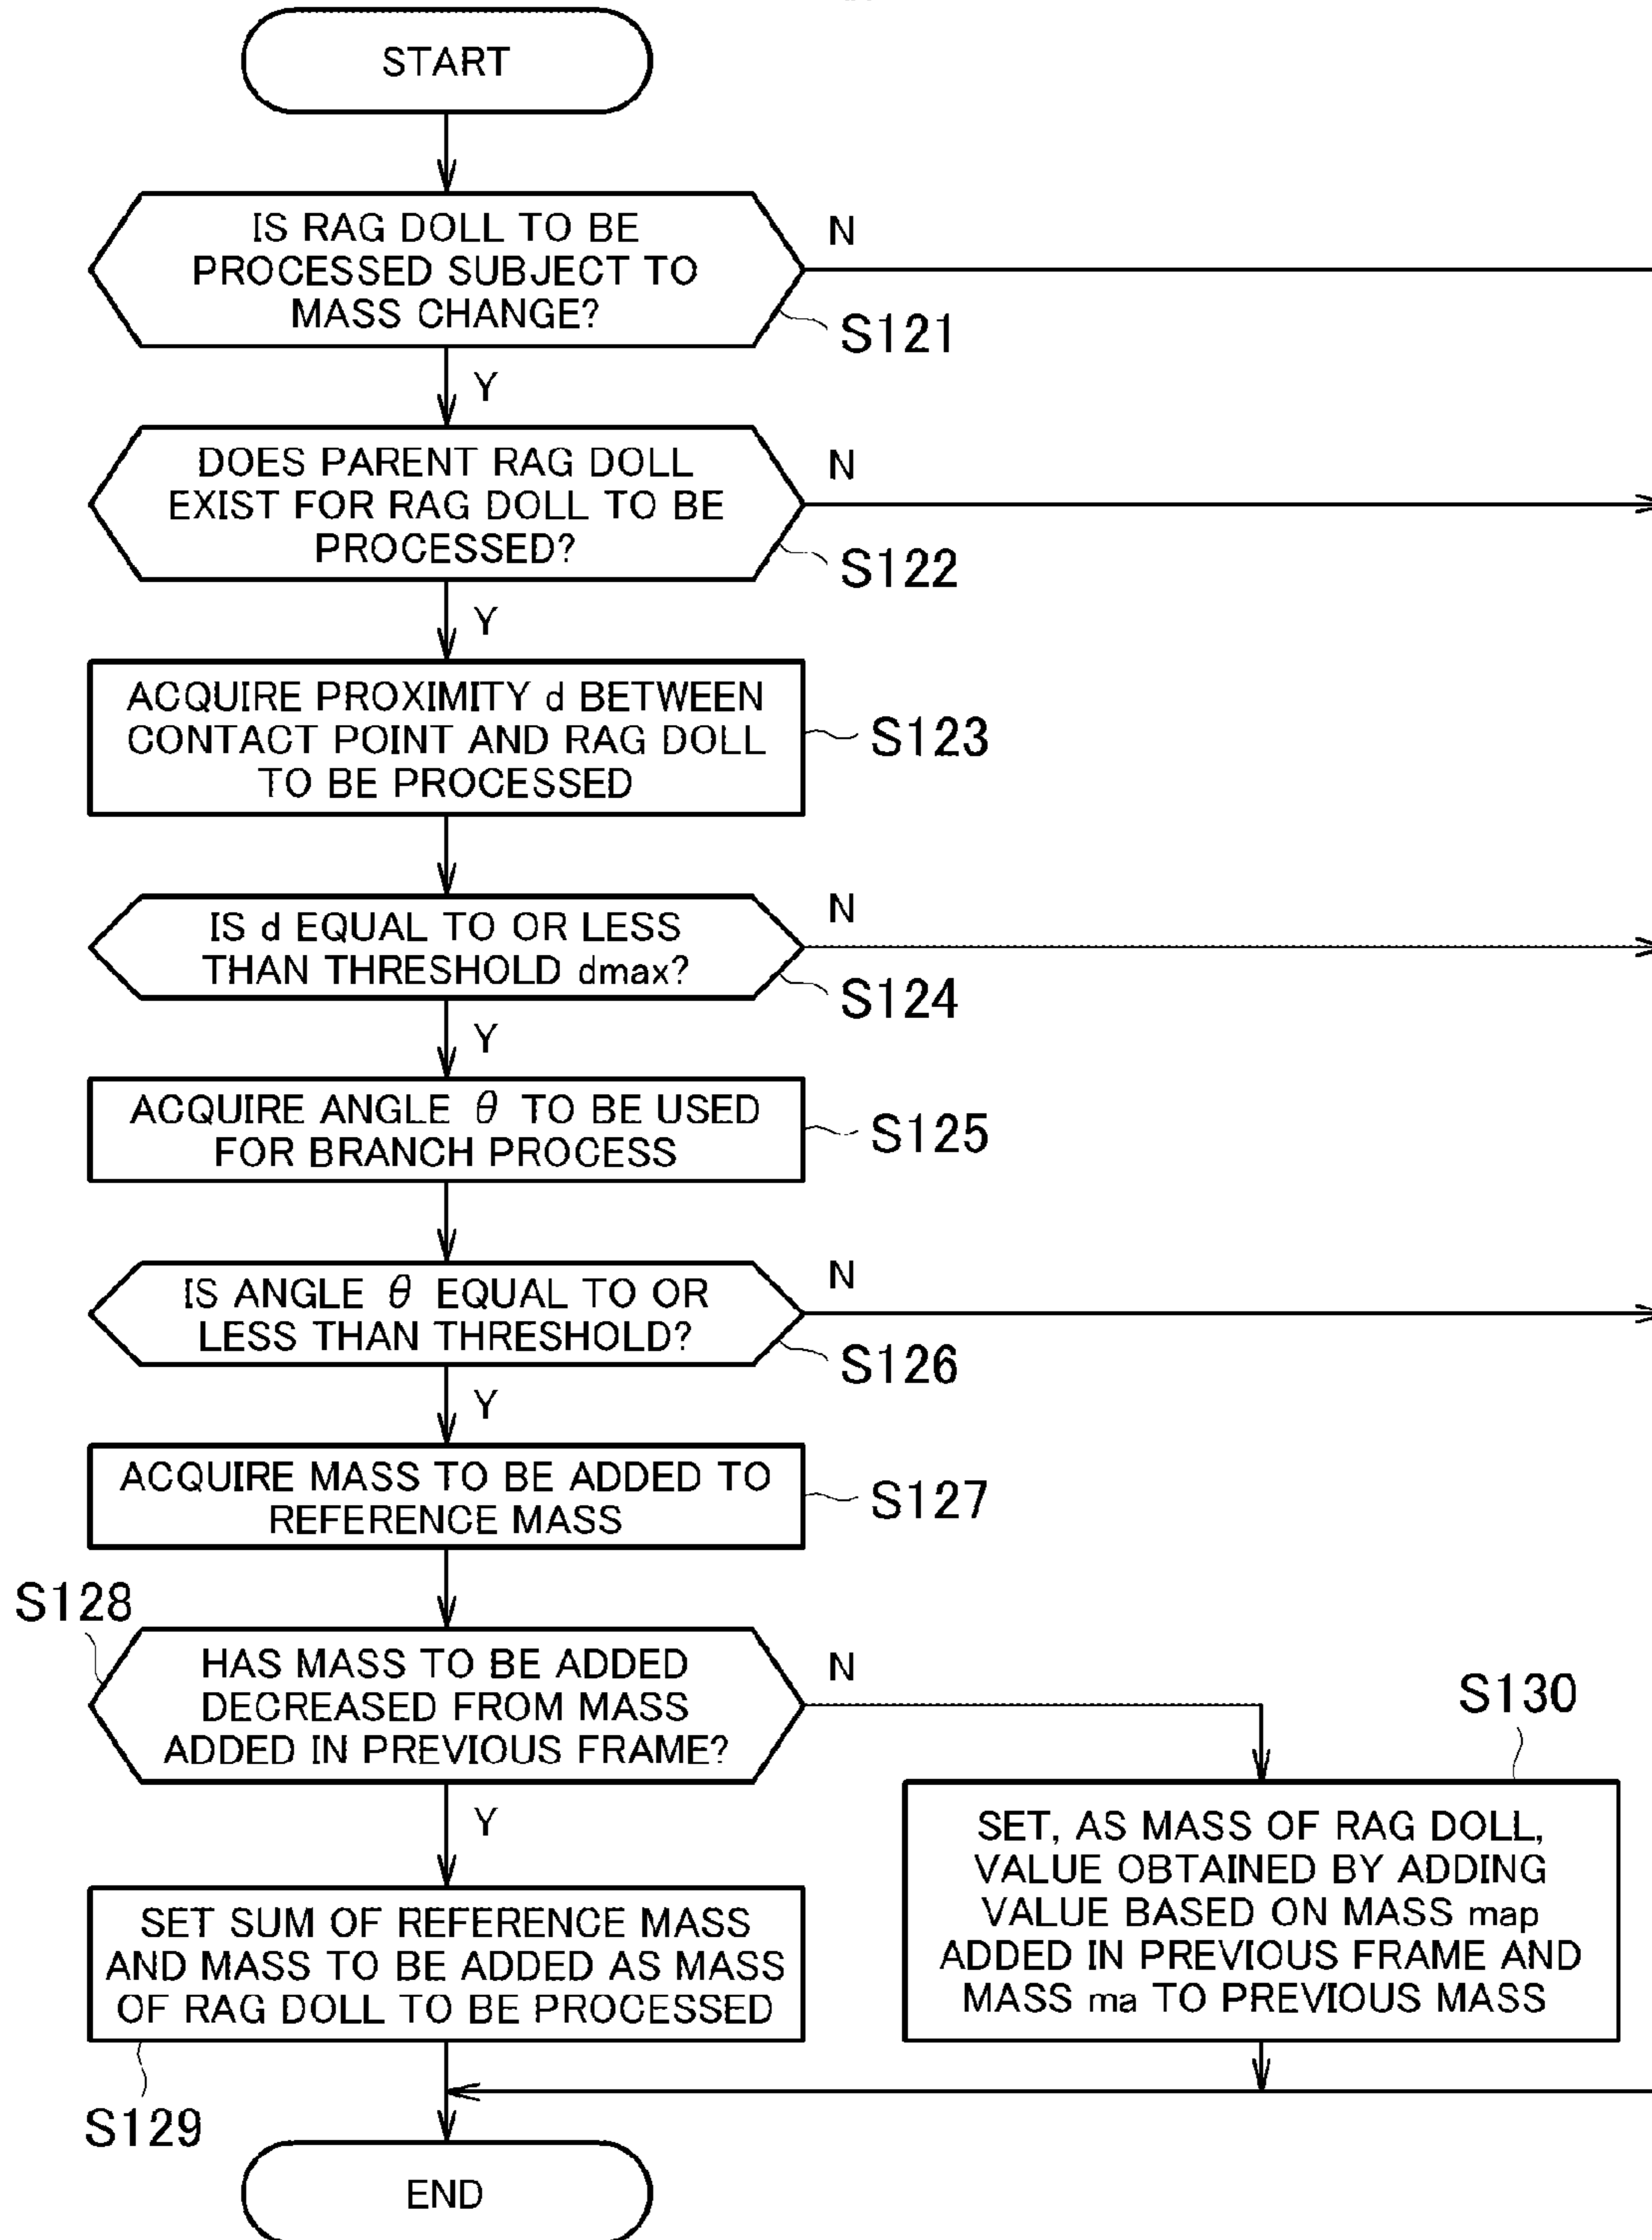 START
IS RAG DOLL TO BE
PROCESSED SUBJECT TO
MASS CHANGE?
N
S121
Y
DOES PARENT RAG DOLL
EXIST FOR RAG DOLL TO BE
PROCESSED?
N
S122
Y
ACQUIRE PROXIMITY d BETWEEN
CONTACT POINT AND RAG DOLL
TO BE PROCESSED
S123
IS d EQUAL TO OR LESS
THAN THRESHOLD dmax?
N
S124
Y
ACQUIRE ANGLE θ TO BE USED
FOR BRANCH PROCESS
S125
IS ANGLE θ EQUAL TO OR
LESS THAN THRESHOLD?
N
S126
Y
ACQUIRE MASS TO BE ADDED TO
REFERENCE MASS
S127
S128
HAS MASS TO BE ADDED
DECREASED FROM MASS
ADDED IN PREVIOUS FRAME?
N
Y
S130
SET, AS MASS OF RAG DOLL,
VALUE OBTAINED BY ADDING
VALUE BASED ON MASS map
ADDED IN PREVIOUS FRAME AND
MASS ma TO PREVIOUS MASS
SET SUM OF REFERENCE MASS
AND MASS TO BE ADDED AS MASS
OF RAG DOLL TO BE PROCESSED
S129
END